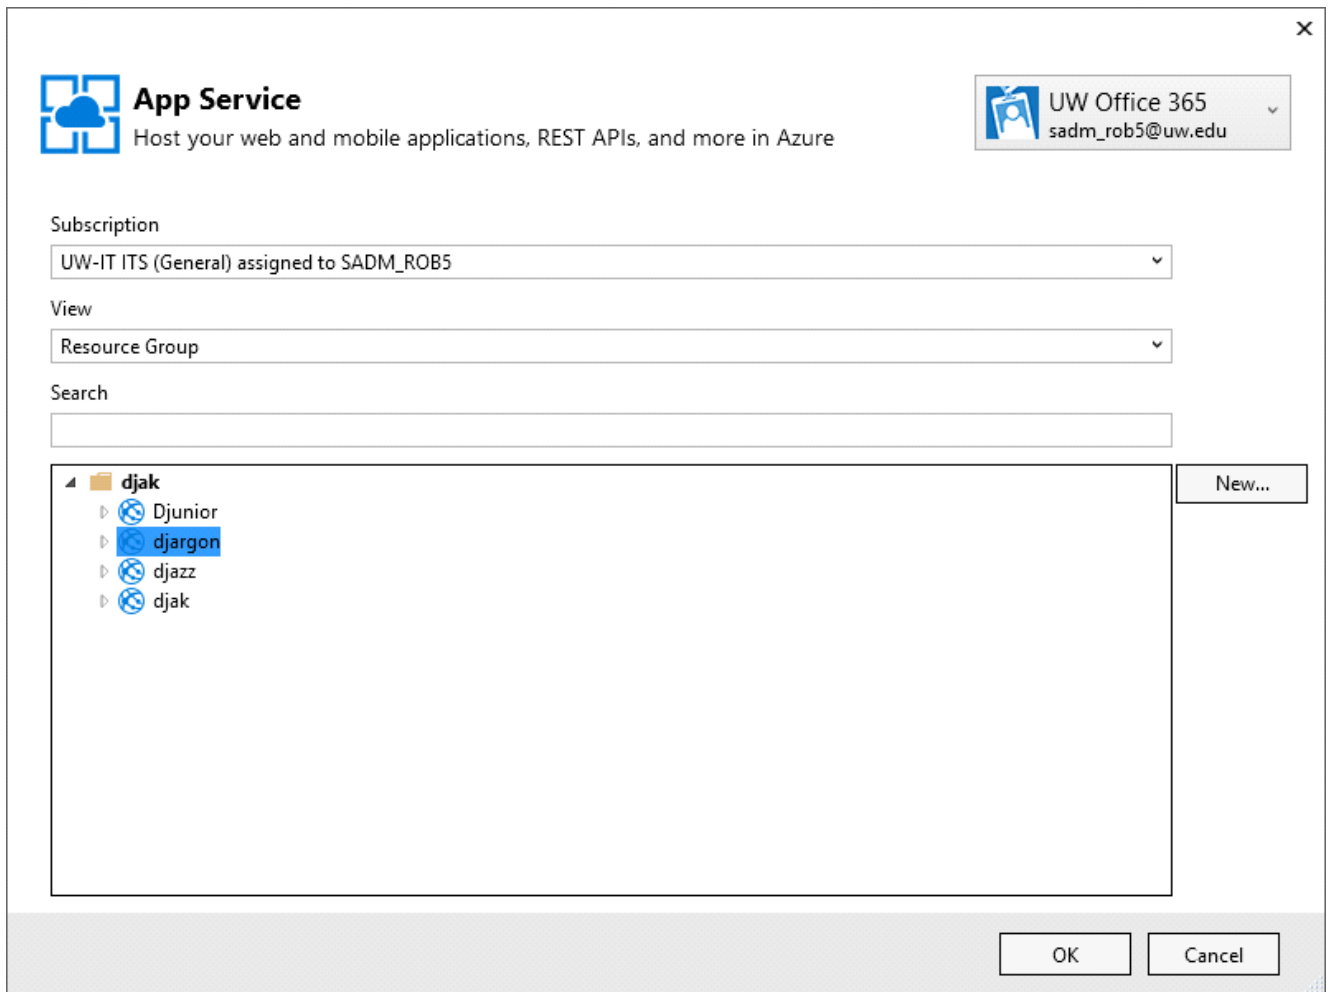 App Service
Host your web and mobile applications, REST APIs, and more in Azure
UW Office 365
sadm_rob5@uw.edu
Subscription
UW-IT ITS (General) assigned to SADM_ROB5
View
Resource Group
Search
djak
New...
Djunior
djargon
djazz
djak
OK
Cancel